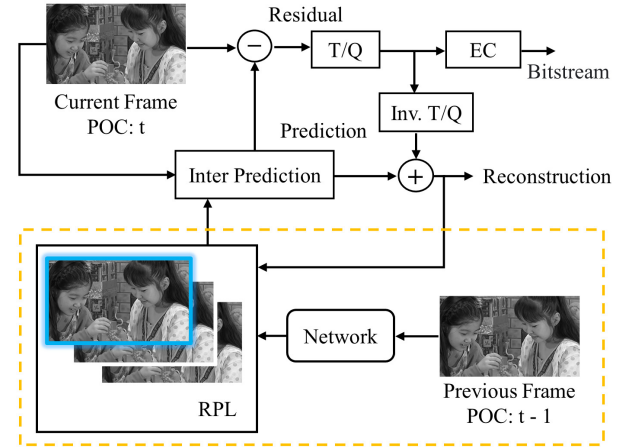 Residual
T/Q
EC
Bitstream
Current Frame
POC: t
Inv. T/Q
Prediction
Inter Prediction
Reconstruction
Network
Previous Frame
POC: t - 1
RPL